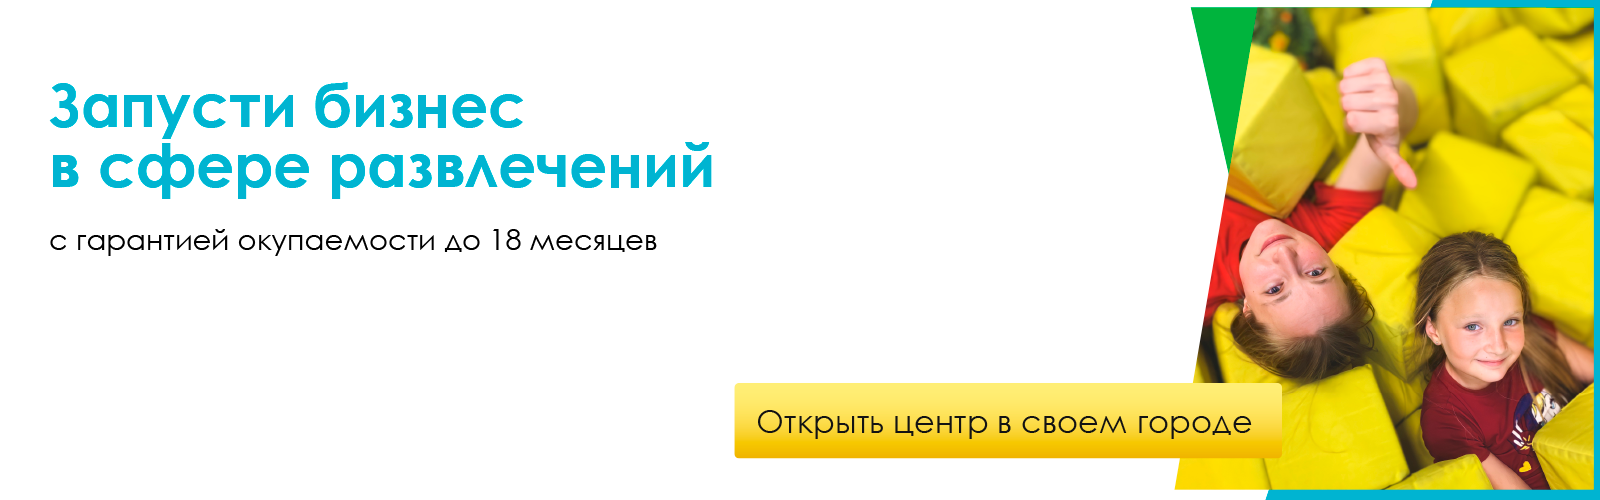 Запусти бизнес
в сфере развлечений
с гарантией окупаемости до 18 месяцев
Открыть центр в своем городе